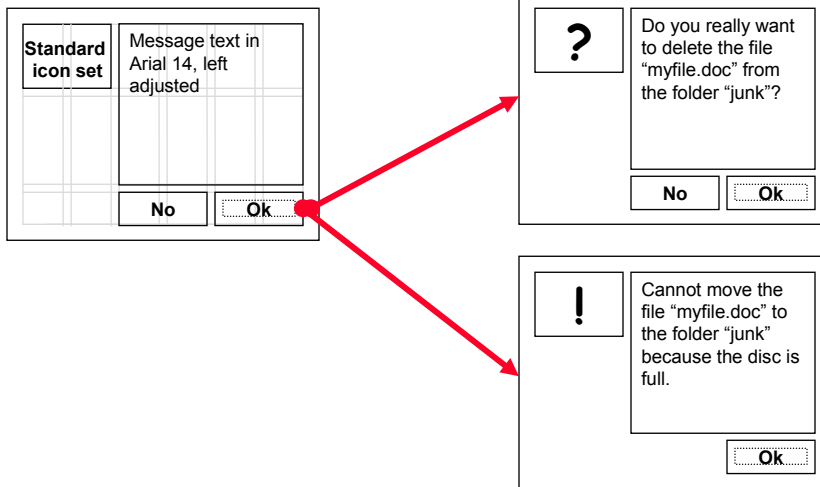 Standard
icon set
Message text in
Arial 14, left
adjusted
No
Ok
?
Do you really want
to delete the file
“myfile.doc” from
the folder “junk”?
No
Ok
!
Cannot move the
file “myfile.doc” to
the folder “junk”
because the disc is
full.
Ok